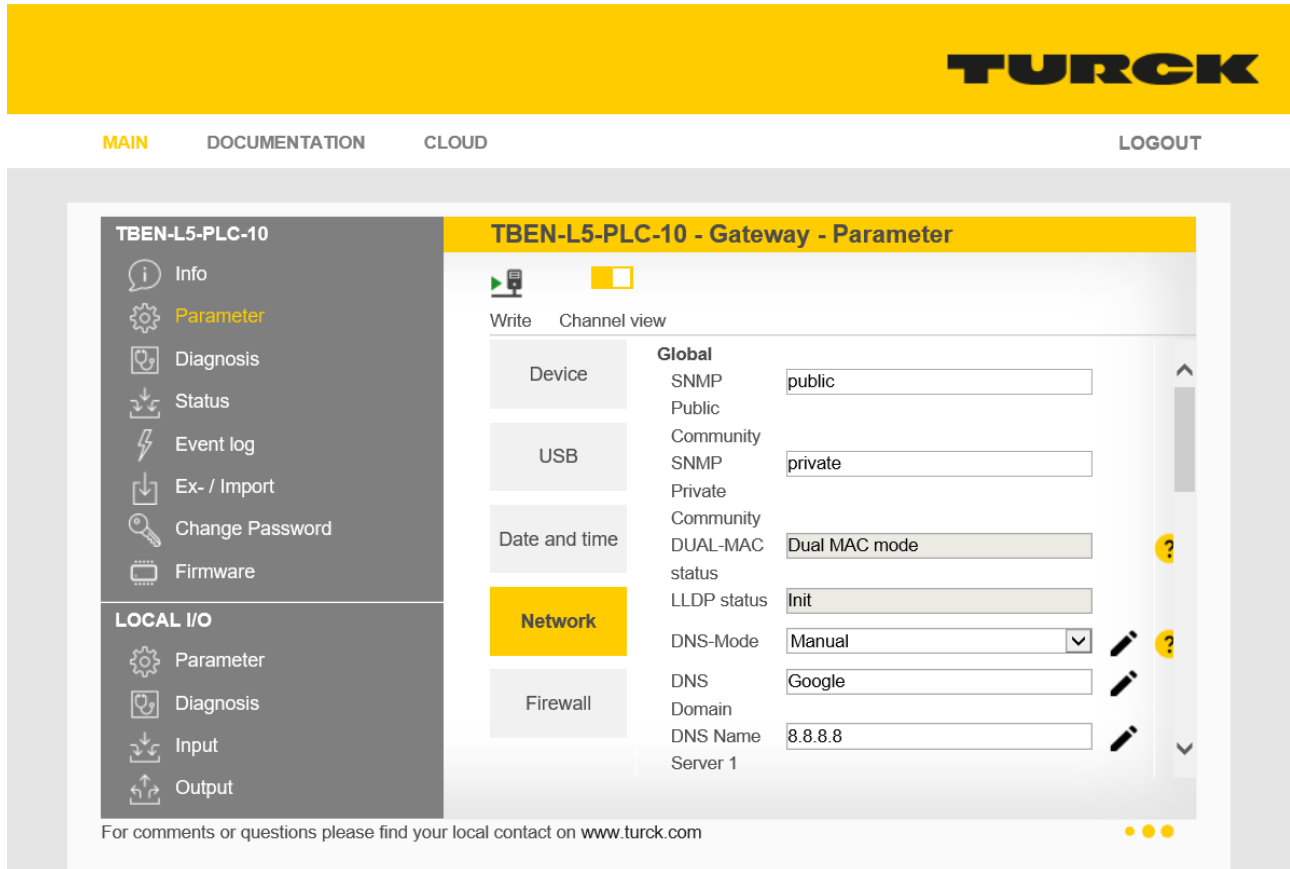 TURCK
MAIN DOCUMENTATION CLOUD LOGOUT
TBEN-L5-PLC-10
Info
Parameter
Diagnosis
Status
Event log
Ex- / Import
Change Password
Firmware
LOCAL I/O
Parameter
Diagnosis
Input
Output
TBEN-L5-PLC-10 - Gateway - Parameter
Write Channel view
Device
USB
Date and time
Network
Firewall
Global
SNMP public
Public
Community
SNMP private
Private
Community
DUAL-MAC Dual MAC mode ?
status
LLDP status Init
DNS-Mode Manual ?
DNS Google
Domain
DNS Name 8.8.8.8
Server 1
For comments or questions please find your local contact on www.turck.com